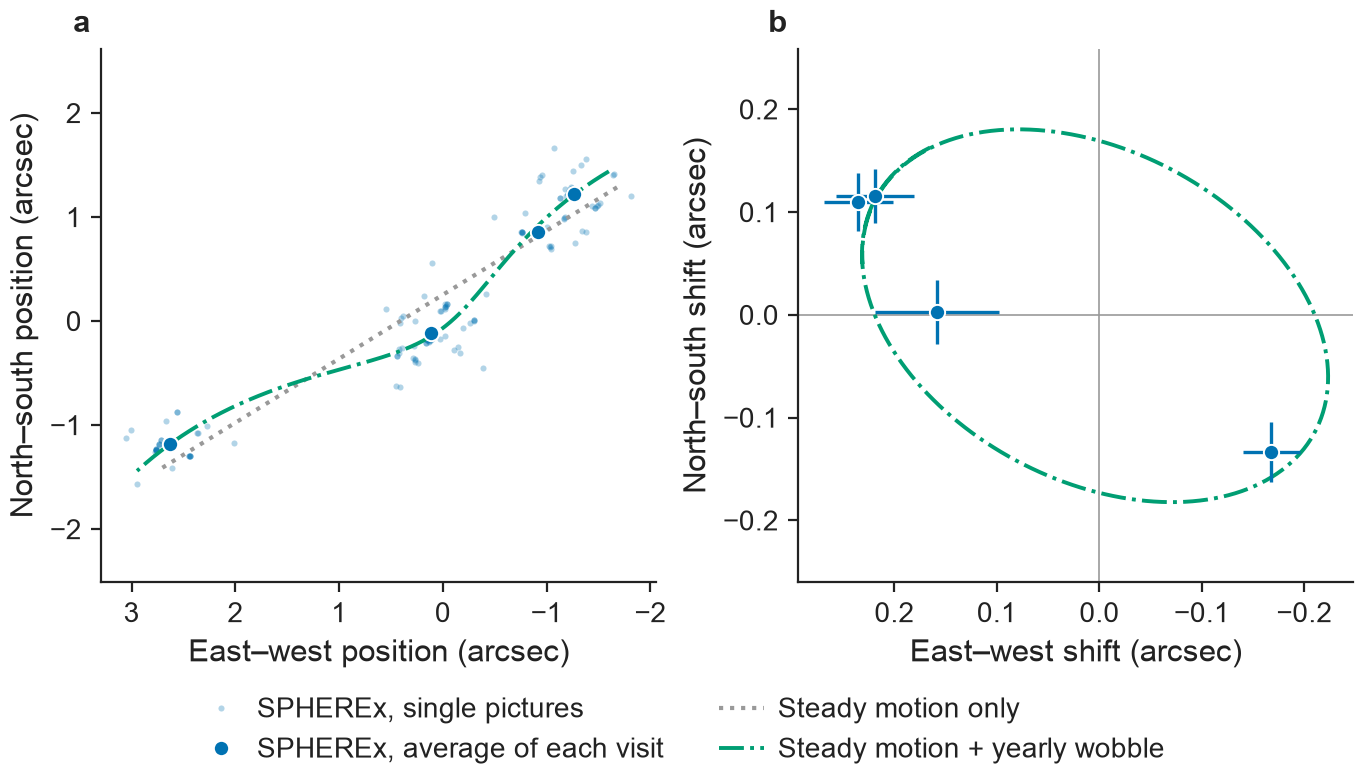 a
b
North–south position (arcsec)
2
1
0
−1
−2
3
2
1
0
−1
−2
East–west position (arcsec)
North–south shift (arcsec)
0.2
0.1
0.0
−0.1
−0.2
0.2
0.1
0.0
−0.1
−0.2
East–west shift (arcsec)
SPHEREx, single pictures
SPHEREx, average of each visit
Steady motion only
Steady motion + yearly wobble